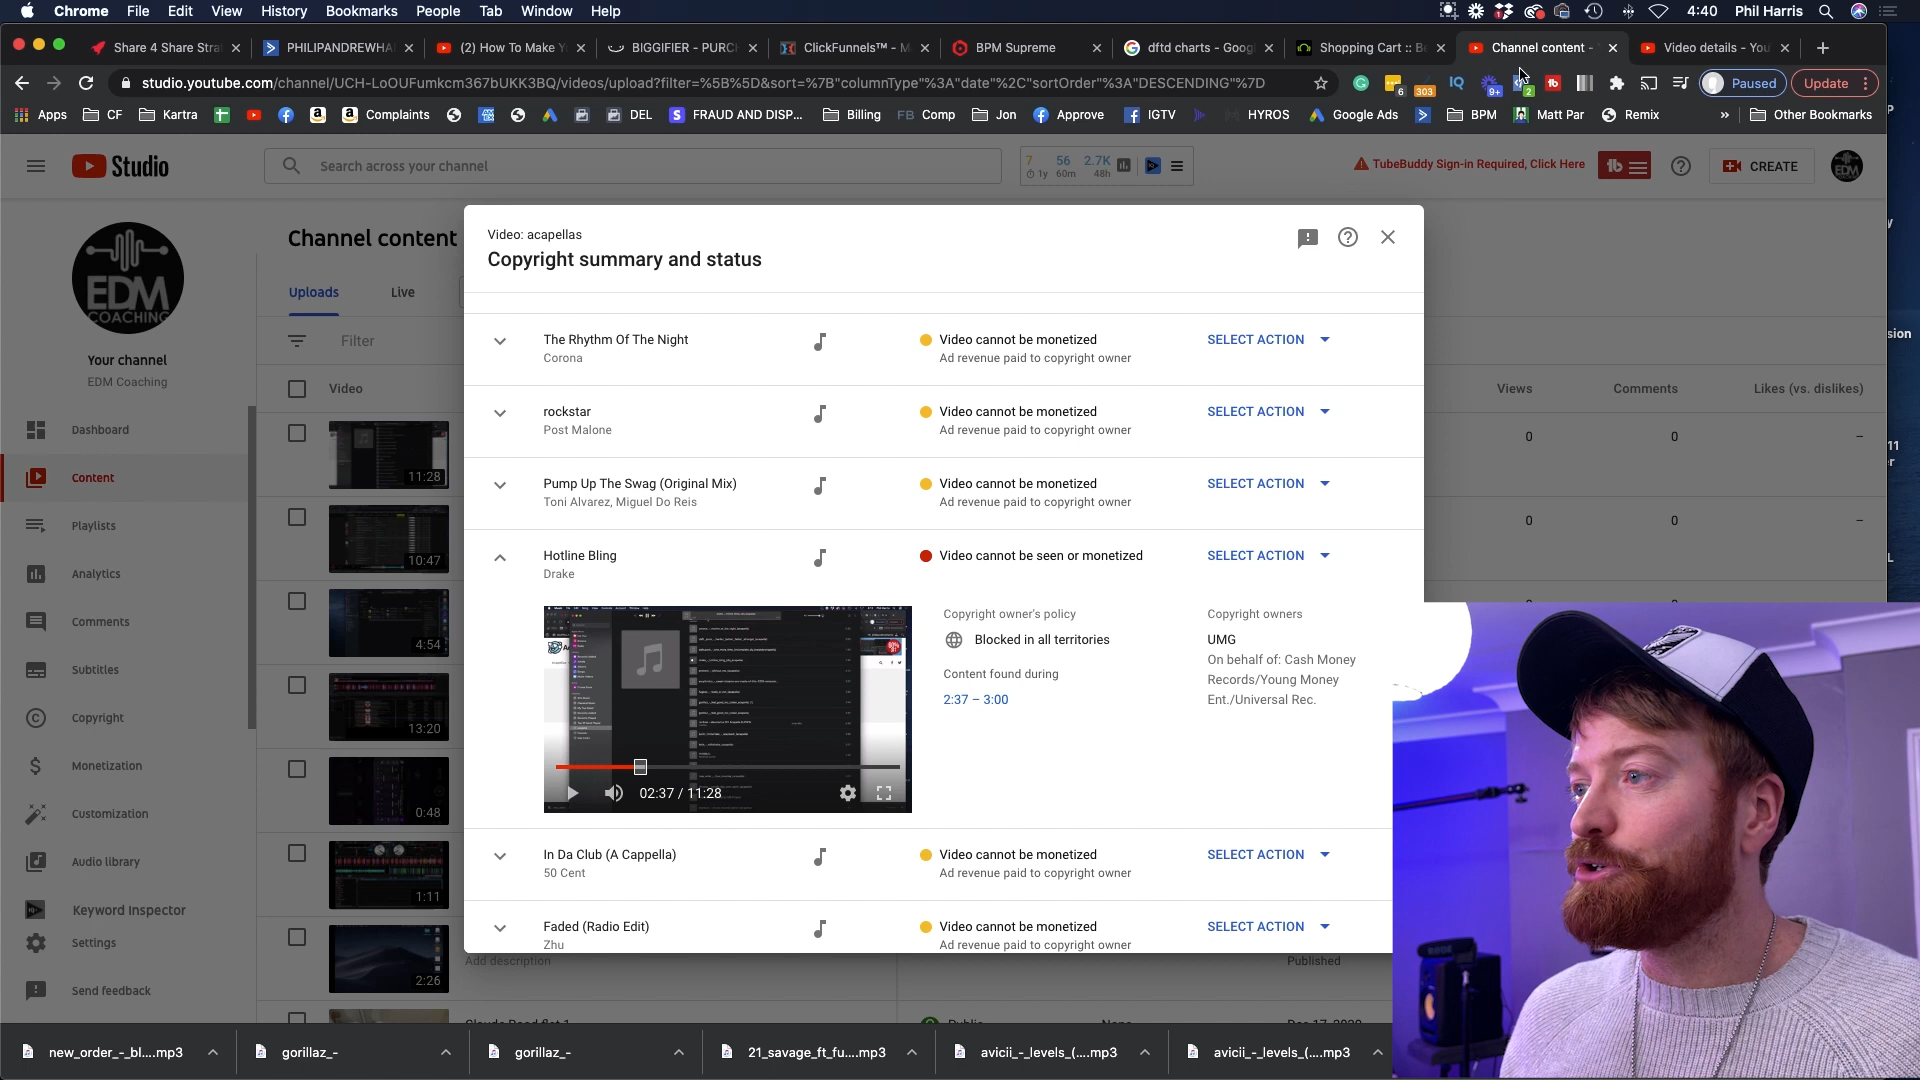 Chrome File Edit View History Bookmarks People Tab Window Help 4:40 Phil Harris
Share 4 Share Stra PHILIPANDREWHA (2) How To Make Y BIGGIFIER - PURC ClickFunnels™ - M BPM Supreme dftd charts - Goog Shopping Cart :: Be Channel content - Video details - You
studio.youtube.com/channel/UCH-LoOUFumkcm367bUKK3BQ/videos/upload?filter=%5B%5D&sort=%7B"columnType"%3A"date"%2C"sortOrder"%3A"DESCENDING"%7D 6 303 IQ 9+ 2 Paused Update
Apps CF Kartra Complaints DEL FRAUD AND DISP... Billing FB Comp Jon Approve IGTV HYROS Google Ads BPM Matt Par Remix » Other Bookmarks
Studio Search across your channel 7 56 2.7K TubeBuddy Sign-in Required, Click Here CREATE
1y 60m 48h
EDM
COACHING
Your channel
EDM Coaching
Dashboard
Content
Playlists
Analytics
Comments
Subtitles
Copyright
Monetization
Customization
Audio library
Keyword Inspector
Settings
Send feedback
Channel content
Uploads Live
Filter
Video
Views Comments Likes (vs. dislikes)
11:28
0 0 –
10:47
0 0 –
4:54
13:20
0:48
1:11
2:26
Add description
Published
Video: acapellas
Copyright summary and status
The Rhythm Of The Night
Corona
Video cannot be monetized
Ad revenue paid to copyright owner
SELECT ACTION
rockstar
Post Malone
Video cannot be monetized
Ad revenue paid to copyright owner
SELECT ACTION
Pump Up The Swag (Original Mix)
Toni Alvarez, Miguel Do Reis
Video cannot be monetized
Ad revenue paid to copyright owner
SELECT ACTION
Hotline Bling
Drake
Video cannot be seen or monetized
SELECT ACTION
02:37 / 11:28
Copyright owner's policy
Blocked in all territories
Content found during
2:37 – 3:00
Copyright owners
UMG
On behalf of: Cash Money
Records/Young Money
Ent./Universal Rec.
In Da Club (A Cappella)
50 Cent
Video cannot be monetized
Ad revenue paid to copyright owner
SELECT ACTION
Faded (Radio Edit)
Zhu
Video cannot be monetized
Ad revenue paid to copyright owner
SELECT ACTION
new_order_-_bl....mp3 gorillaz_- gorillaz_- 21_savage_ft_fu....mp3 avicii_-_levels_(....mp3 avicii_-_levels_(....mp3